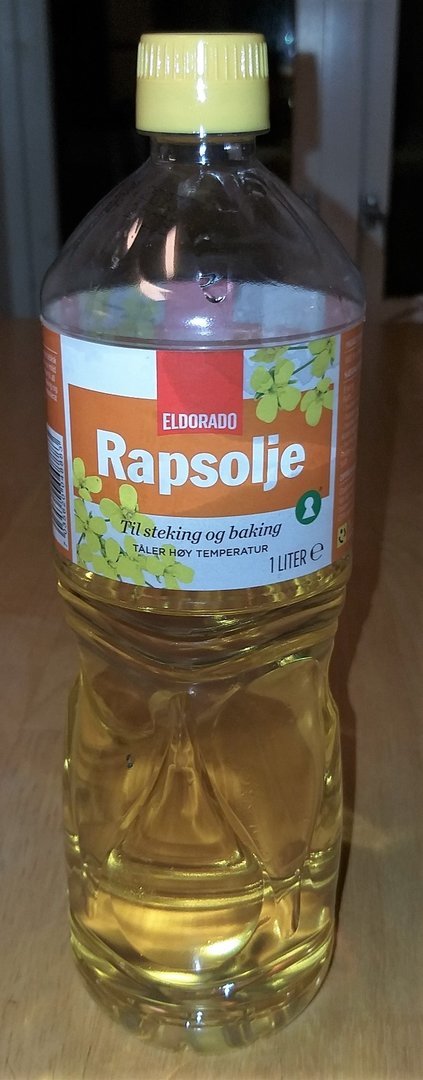 ELDORADO
Rapsolje
Til steking og baking
TÅLER HØY TEMPERATUR
1 LITER ℮